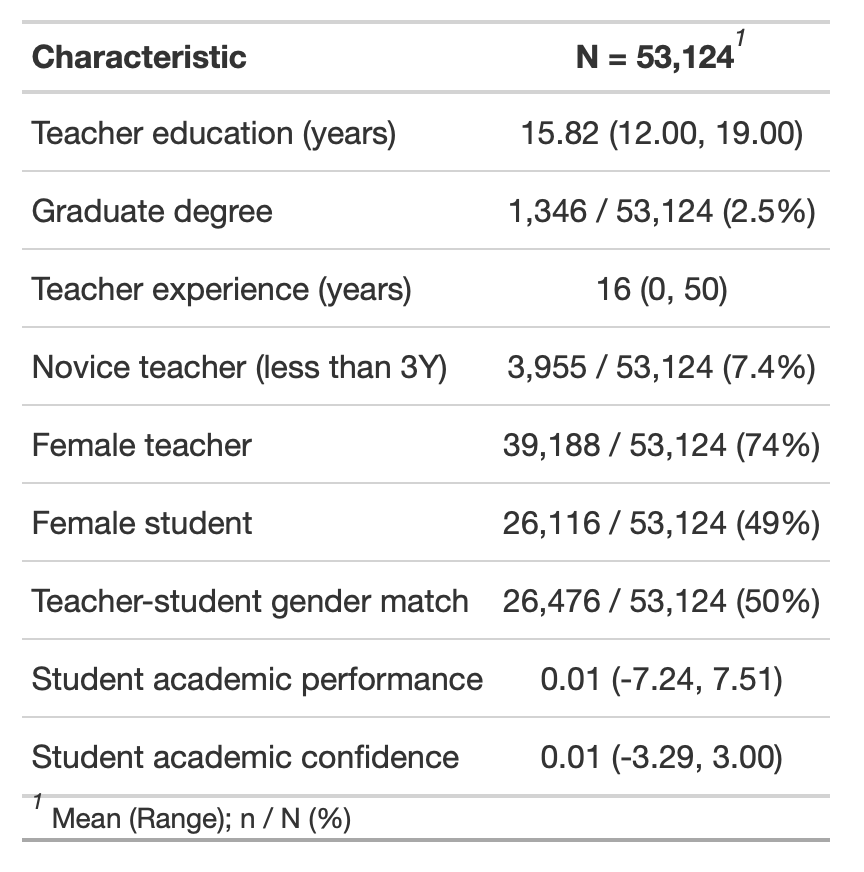 Characteristic N = 53,124 1
Teacher education (years) 15.82 (12.00, 19.00)
Graduate degree 1,346 / 53,124 (2.5%)
Teacher experience (years) 16 (0, 50)
Novice teacher (less than 3Y) 3,955 / 53,124 (7.4%)
Female teacher 39,188 / 53,124 (74%)
Female student 26,116 / 53,124 (49%)
Teacher-student gender match 26,476 / 53,124 (50%)
Student academic performance 0.01 (-7.24, 7.51)
Student academic confidence 0.01 (-3.29, 3.00)
1 Mean (Range); n / N (%)